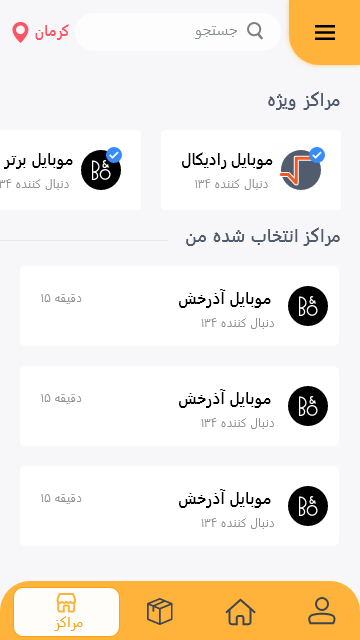 جستجو
کرمان
مراکز ویژه
موبایل رادیکال
دنبال کننده ۱۳۴
موبایل برتر
دنبال کننده ۱۳۴
B&O
مراکز انتخاب شده من
موبایل آذرخش
۱۵ دقیقه
دنبال کننده ۱۳۴
B&O
موبایل آذرخش
۱۵ دقیقه
دنبال کننده ۱۳۴
B&O
موبایل آذرخش
۱۵ دقیقه
دنبال کننده ۱۳۴
B&O
مراکز